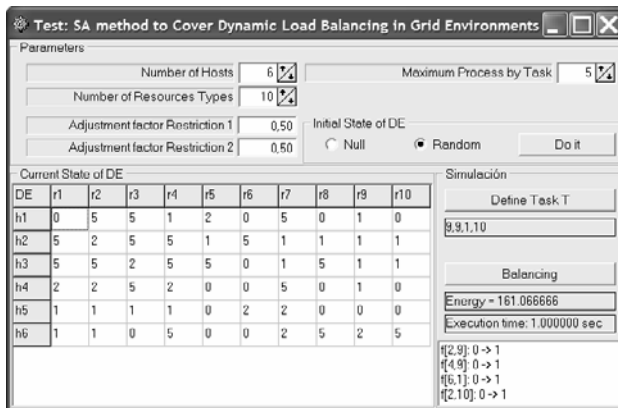 Test: SA method to Cover Dynamic Load Balancing in Grid Environments
Parameters
Number of Hosts 6 Maximum Process by Task 5
Number of Resources Types 10
Adjustment factor Restriction 1 0,50 Initial State of DE
Adjustment factor Restriction 2 0,50 Null Random Do it
Current State of DE Simulación
DE r1 r2 r3 r4 r5 r6 r7 r8 r9 r10 Define Task T
h1 0 5 5 1 2 0 5 0 1 0
9,9,1,10
h2 5 2 5 5 1 5 1 1 1 1
h3 5 5 2 5 5 0 1 5 1 1
Balancing
h4 2 2 5 2 0 0 5 0 1 0
Energy = 161.066666
h5 1 1 1 1 0 2 2 0 0 0
Execution time: 1.000000 sec
h6 1 1 0 5 0 0 2 5 2 5
f[2,9]: 0 -> 1
f[4,9]: 0 -> 1
f[6,1]: 0 -> 1
f[2,10]: 0 -> 1